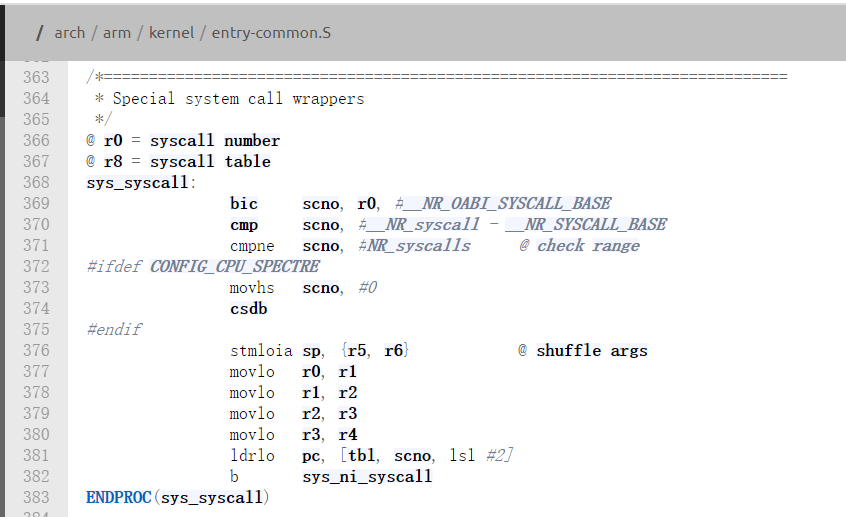 / arch / arm / kernel / entry-common.S
363 /*============================================================================
364  * Special system call wrappers
365  */
366 @ r0 = syscall number
367 @ r8 = syscall table
368 sys_syscall:
369 bic scno, r0, #__NR_OABI_SYSCALL_BASE
370 cmp scno, #__NR_syscall - __NR_SYSCALL_BASE
371 cmpne scno, #NR_syscalls @ check range
372 #ifdef CONFIG_CPU_SPECTRE
373 movhs scno, #0
374 csdb
375 #endif
376 stmloia sp, {r5, r6} @ shuffle args
377 movlo r0, r1
378 movlo r1, r2
379 movlo r2, r3
380 movlo r3, r4
381 ldrlo pc, [tbl, scno, lsl #2]
382 b sys_ni_syscall
383 ENDPROC(sys_syscall)